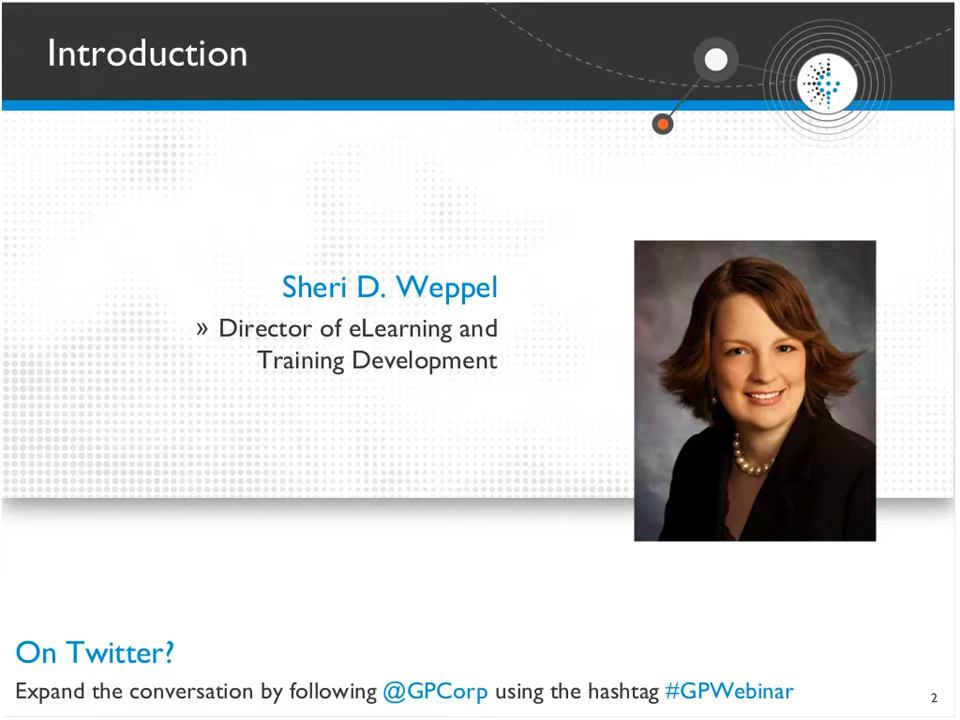 Introduction
Sheri D. Weppel
» Director of eLearning and
Training Development
On Twitter?
Expand the conversation by following @GPCorp using the hashtag #GPWebinar
2